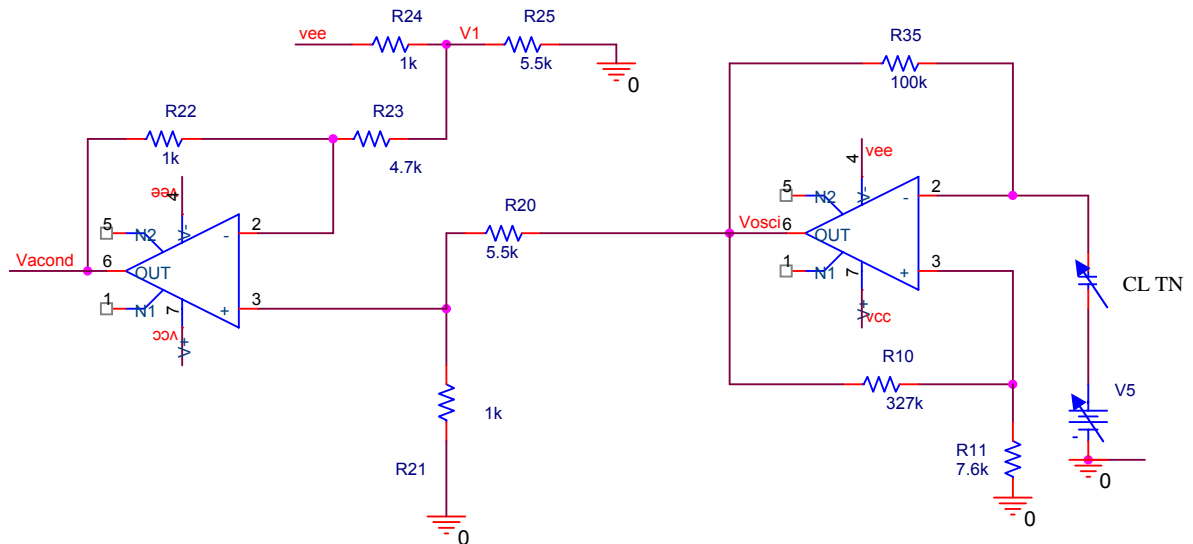 R24
R25
vee
V1
1k
5.5k
0
R35
100k
R22
R23
1k
4.7k
vee
4
V-
5
N2
2
-
6
OUT
Vacond
1
N1
3
+
7
V+
vcc
R20
5.5k
vee
4
V-
5
N2
2
-
Vosci
6
OUT
1
N1
3
+
7
V+
vcc
CL TN
R10
327k
V5
-
1k
R21
0
R11
7.6k
0
0